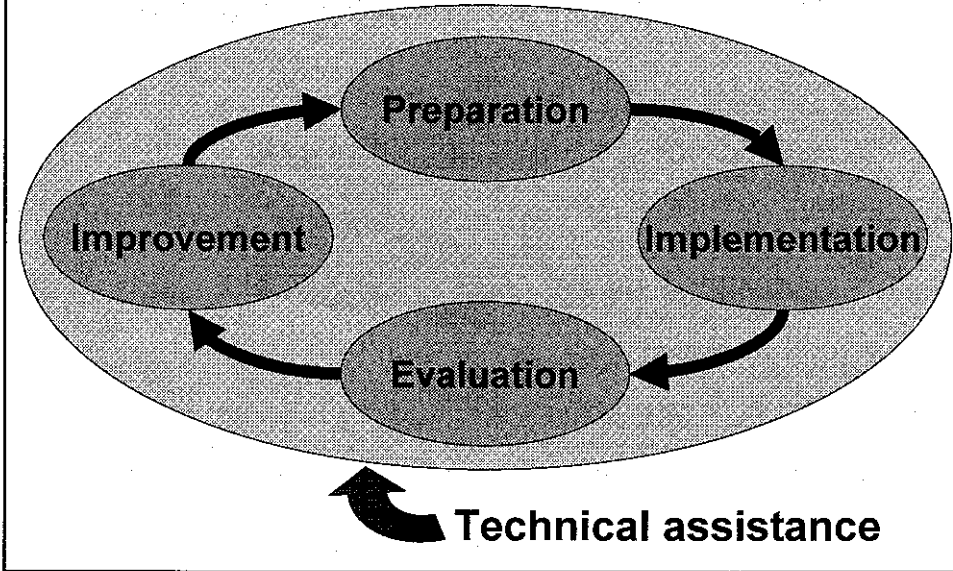 Preparation
Improvement
Implementation
Evaluation
Technical assistance